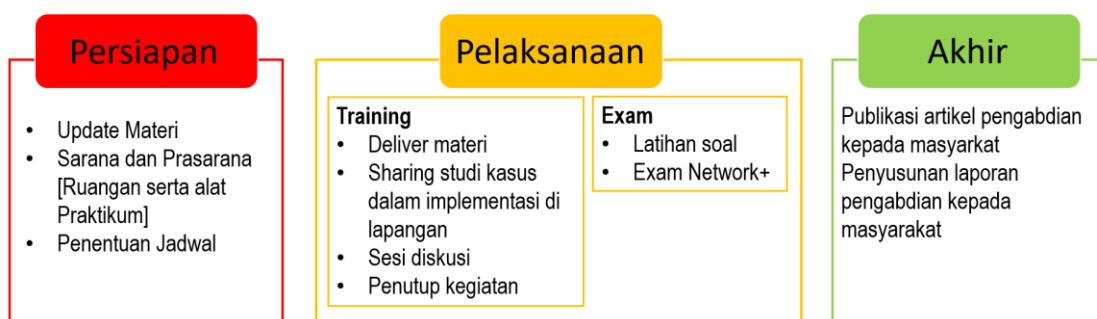 Persiapan
• Update Materi
• Sarana dan Prasarana
[Ruangan serta alat
Praktikum]
• Penentuan Jadwal
Pelaksanaan
Training
• Deliver materi
• Sharing studi kasus
dalam implementasi di
lapangan
• Sesi diskusi
• Penutup kegiatan
Exam
• Latihan soal
• Exam Network+
Akhir
Publikasi artikel pengabdian
kepada masyarkat
Penyusunan laporan
pengabdian kepada
masyarakat